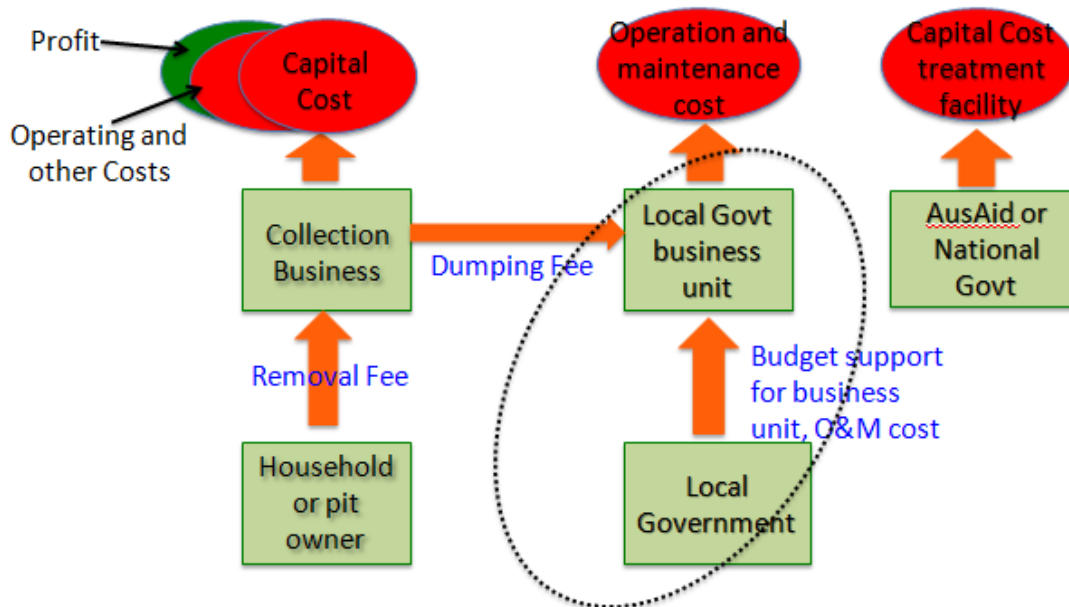 Profit
Operating and
other Costs
Capital
Cost
Operation and
maintenance
cost
Capital Cost
treatment
facility
Collection
Business
Dumping Fee
Local Govt
business
unit
AusAid or
National
Govt
Removal Fee
Budget support
for business
unit, O&M cost
Household
or pit
owner
Local
Government